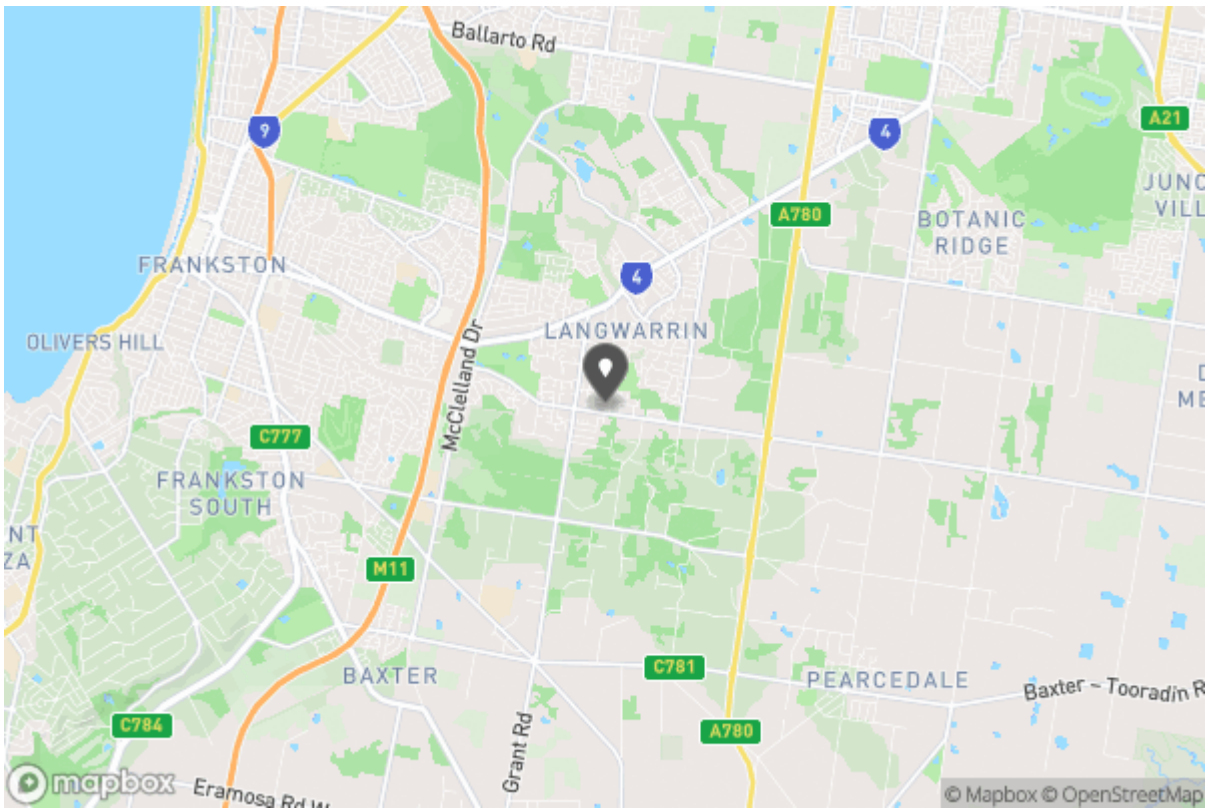 Ballarto Rd
9
4
A21
JUNC
VILL
A780
BOTANIC
RIDGE
FRANKSTON
4
OLIVERS HILL
LANGWARRIN
McClelland Dr
D
ME
C777
FRANKSTON
SOUTH
NT
ZA
M11
C781
BAXTER
PEARCEDALE
Baxter – Tooradin R
C784
Grant Rd
A780
mapbox
Eramosa Rd W
© Mapbox © OpenStreetMap